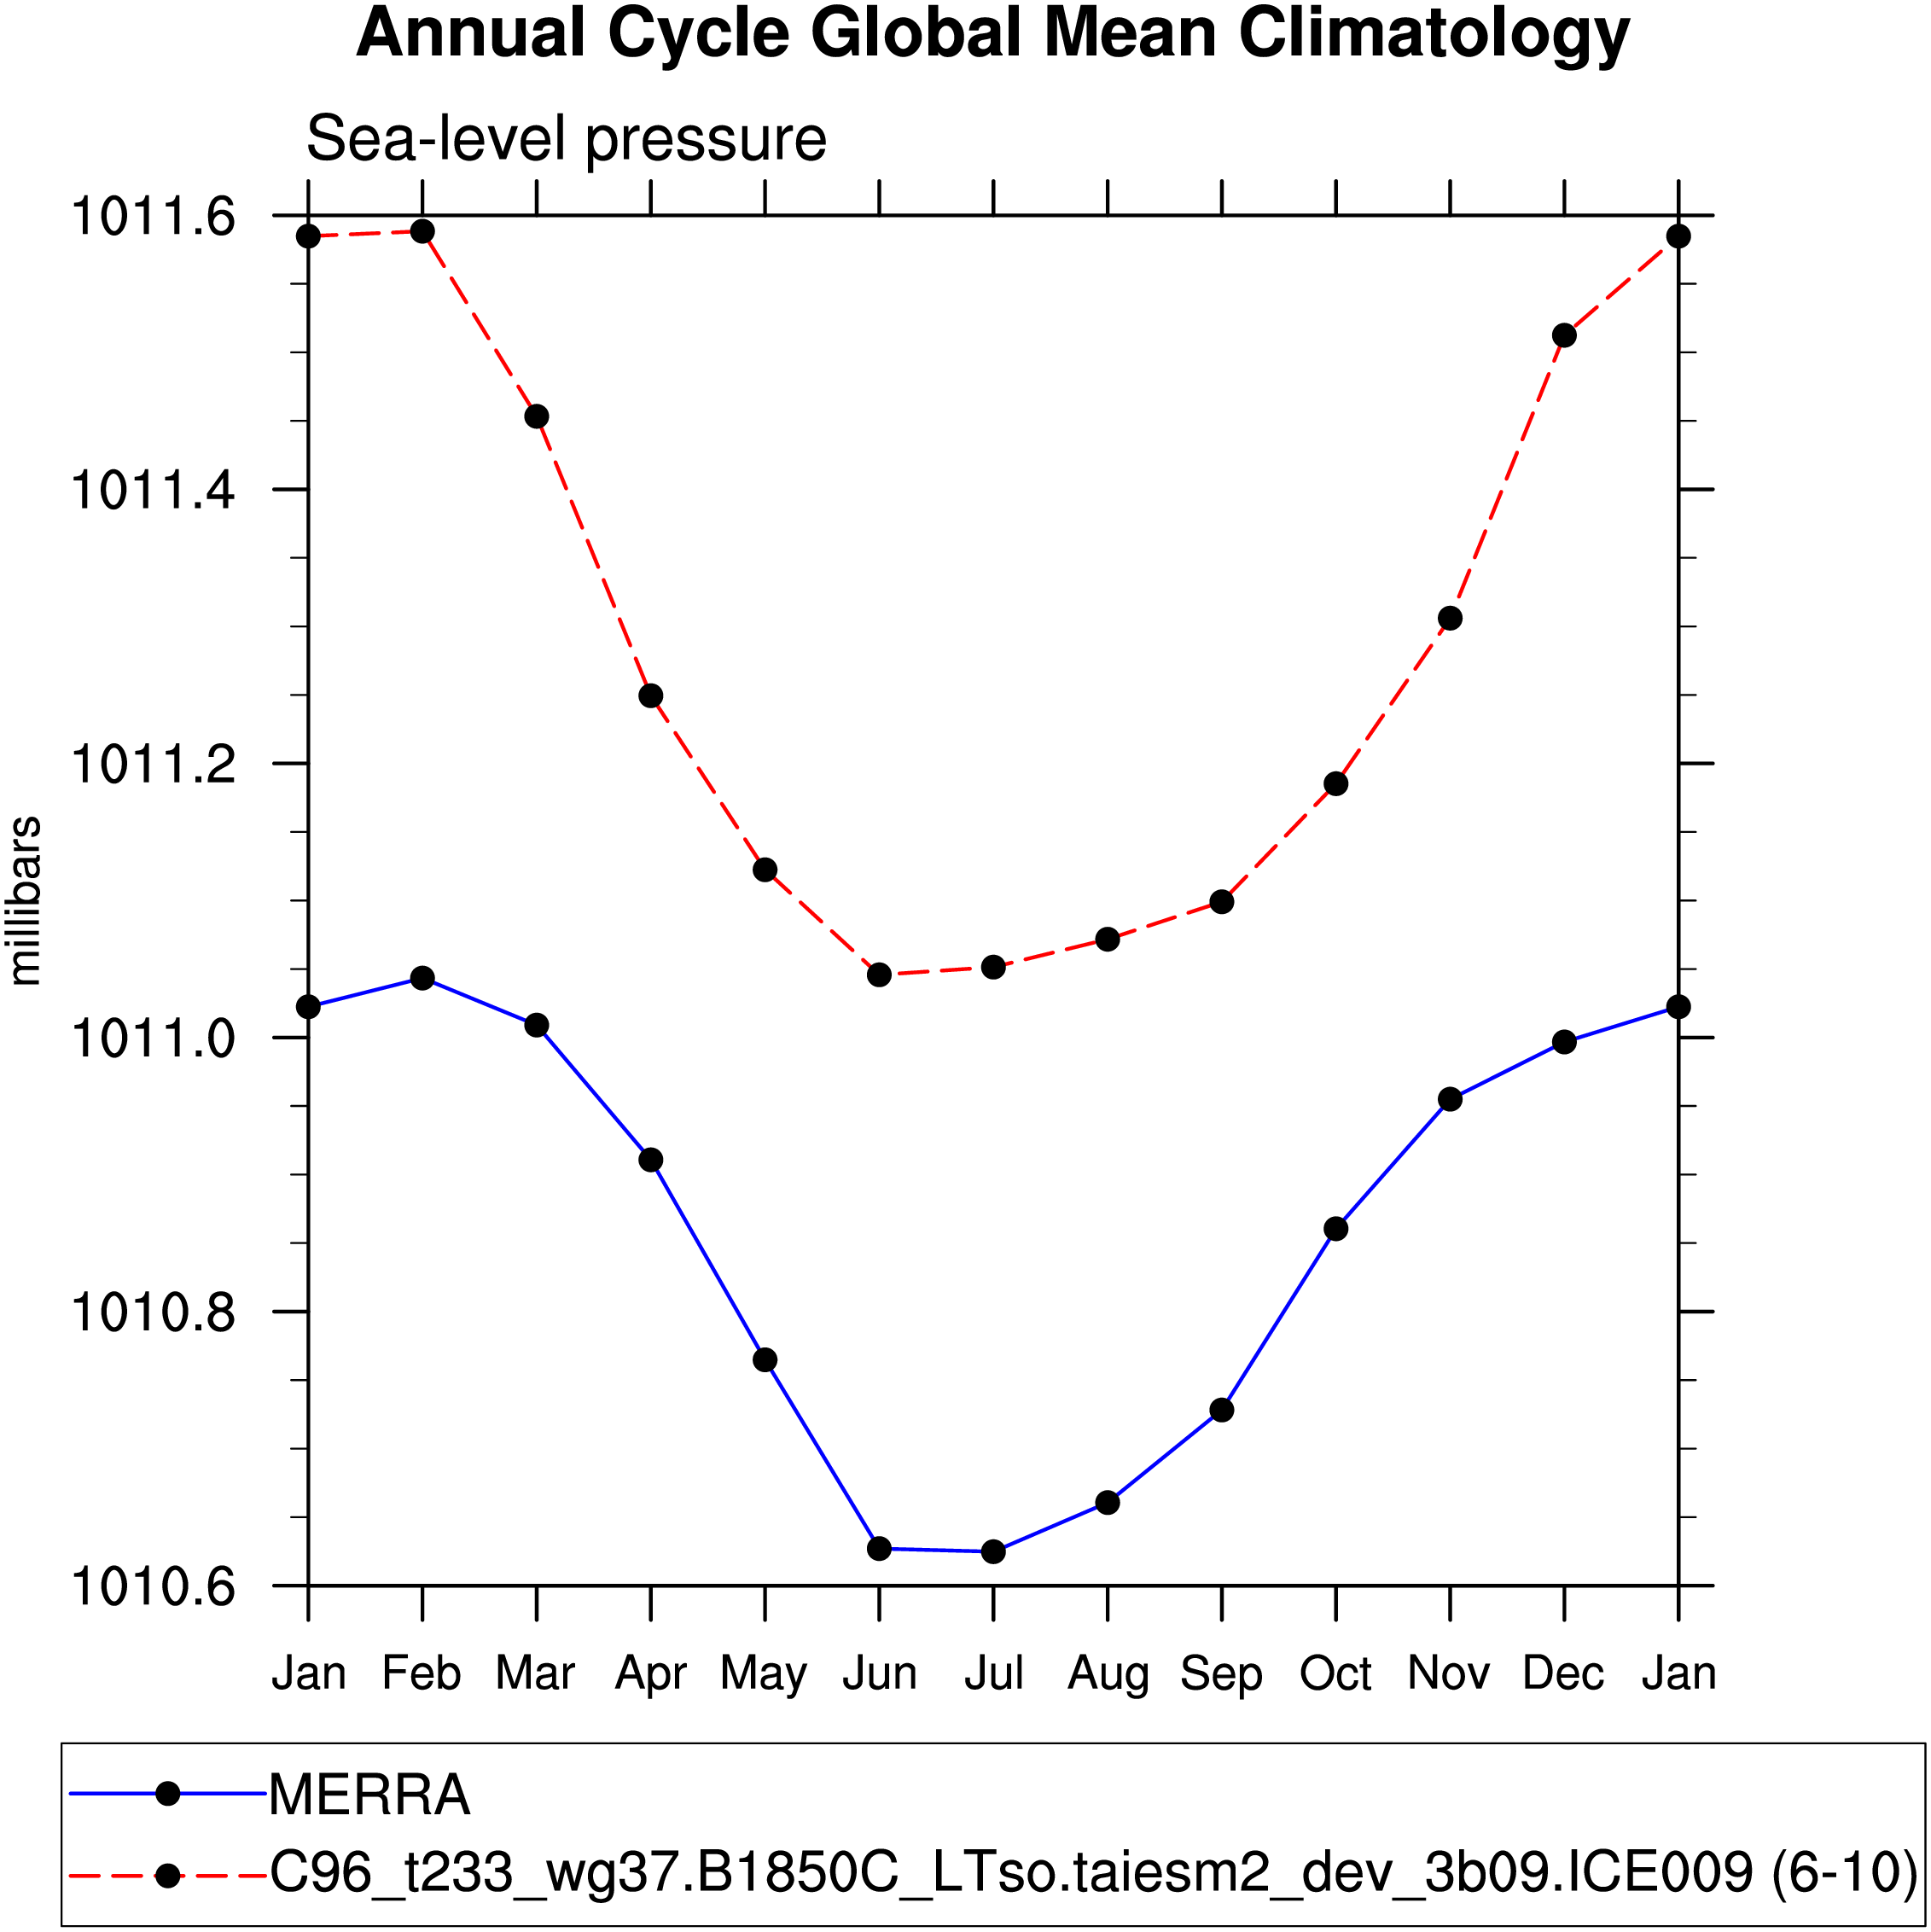 Annual Cycle Global Mean Climatology
Sea-level pressure
1011.6
1011.4
1011.2
1011.0
1010.8
1010.6
millibars
Jan Feb Mar Apr May Jun Jul Aug Sep Oct Nov Dec Jan
MERRA
C96_t233_wg37.B1850C_LTso.taiesm2_dev_3b09.ICE009 (6-10)